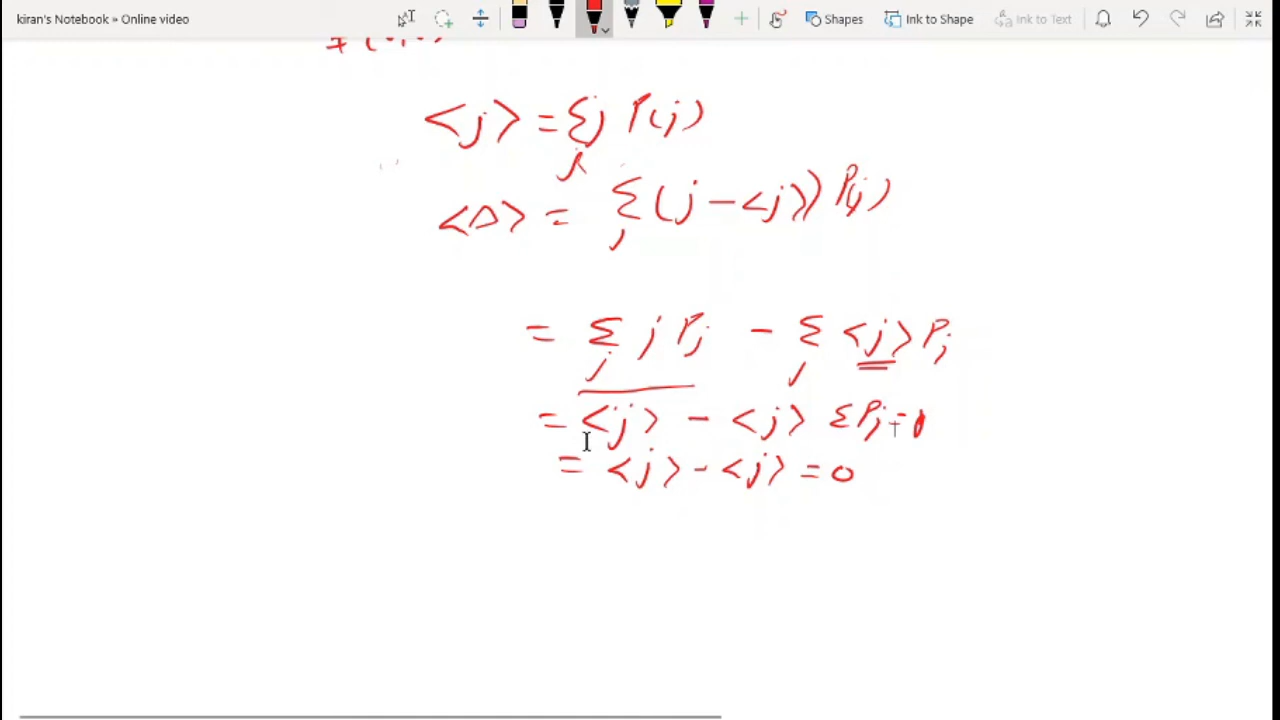 kiran's Notebook » Online video
Shapes
Ink to Shape
Ink to Text
<j> = Σj P(j)
j
<Δ> = Σ (j - <j>) P(j)
j
= Σ j Pj - Σ <j> Pj
j j
= <j> - <j> ΣPj = 1
= <j> - <j> = 0